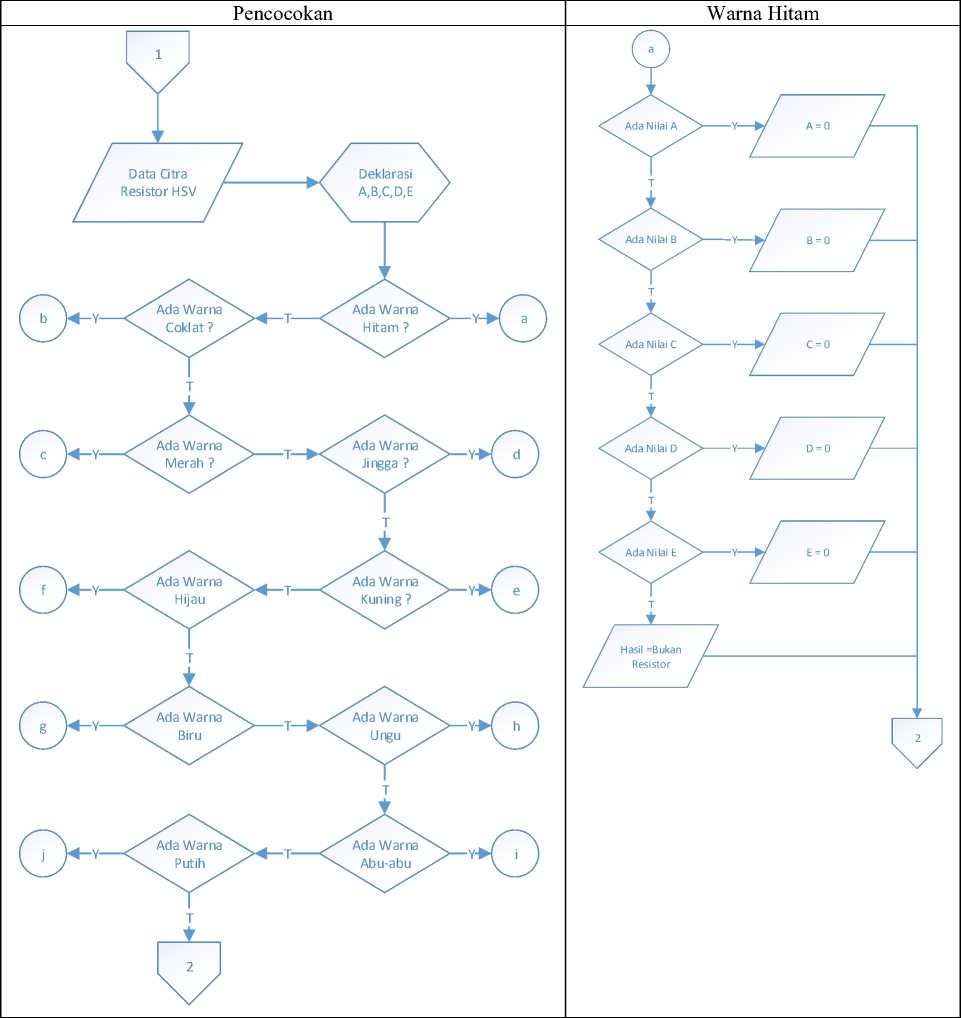 Pencocokan
1
Data Citra
Resistor HSV
Deklarasi
A,B,C,D,E
b
Y
Ada Warna
Coklat ?
T
Ada Warna
Hitam ?
Y
a
T
c
Y
Ada Warna
Merah ?
T
Ada Warna
Jingga ?
Y
d
T
f
Y
Ada Warna
Hijau
T
Ada Warna
Kuning ?
Y
e
T
g
Y
Ada Warna
Biru
T
Ada Warna
Ungu
Y
h
T
j
Y
Ada Warna
Putih
T
Ada Warna
Abu-abu
Y
i
T
2
Warna Hitam
a
Ada Nilai A
Y
A = 0
T
Ada Nilai B
Y
B = 0
T
Ada Nilai C
Y
C = 0
T
Ada Nilai D
Y
D = 0
T
Ada Nilai E
Y
E = 0
T
Hasil =Bukan
Resistor
2